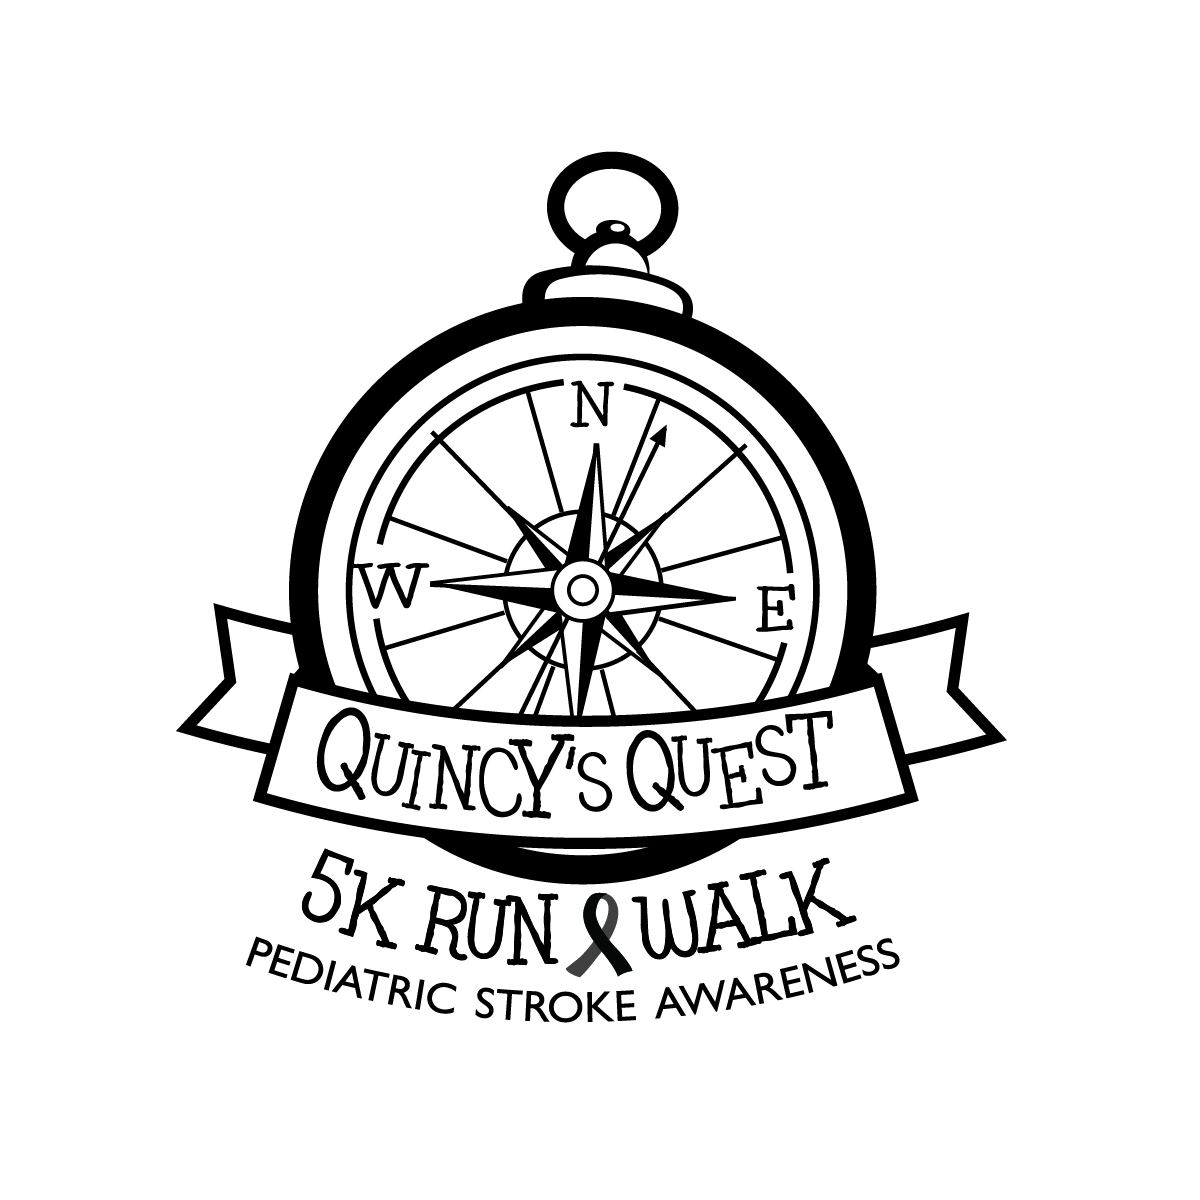 N
W
E
QUINCY'S QUEST
5K RUN WALK
PEDIATRIC STROKE AWARENESS